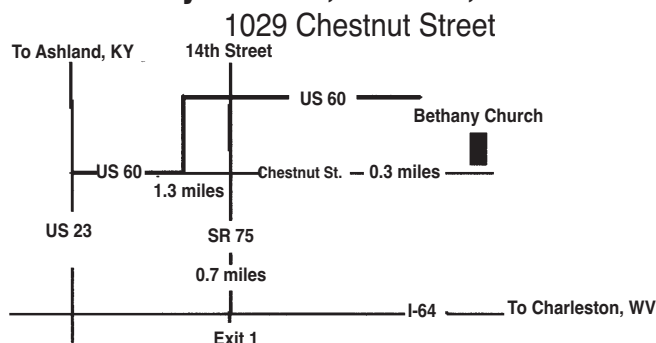 1029 Chestnut Street
To Ashland, KY
14th Street
US 60
Bethany Church
US 60
Chestnut St.
0.3 miles
1.3 miles
US 23
SR 75
0.7 miles
I-64
To Charleston, WV
Exit 1